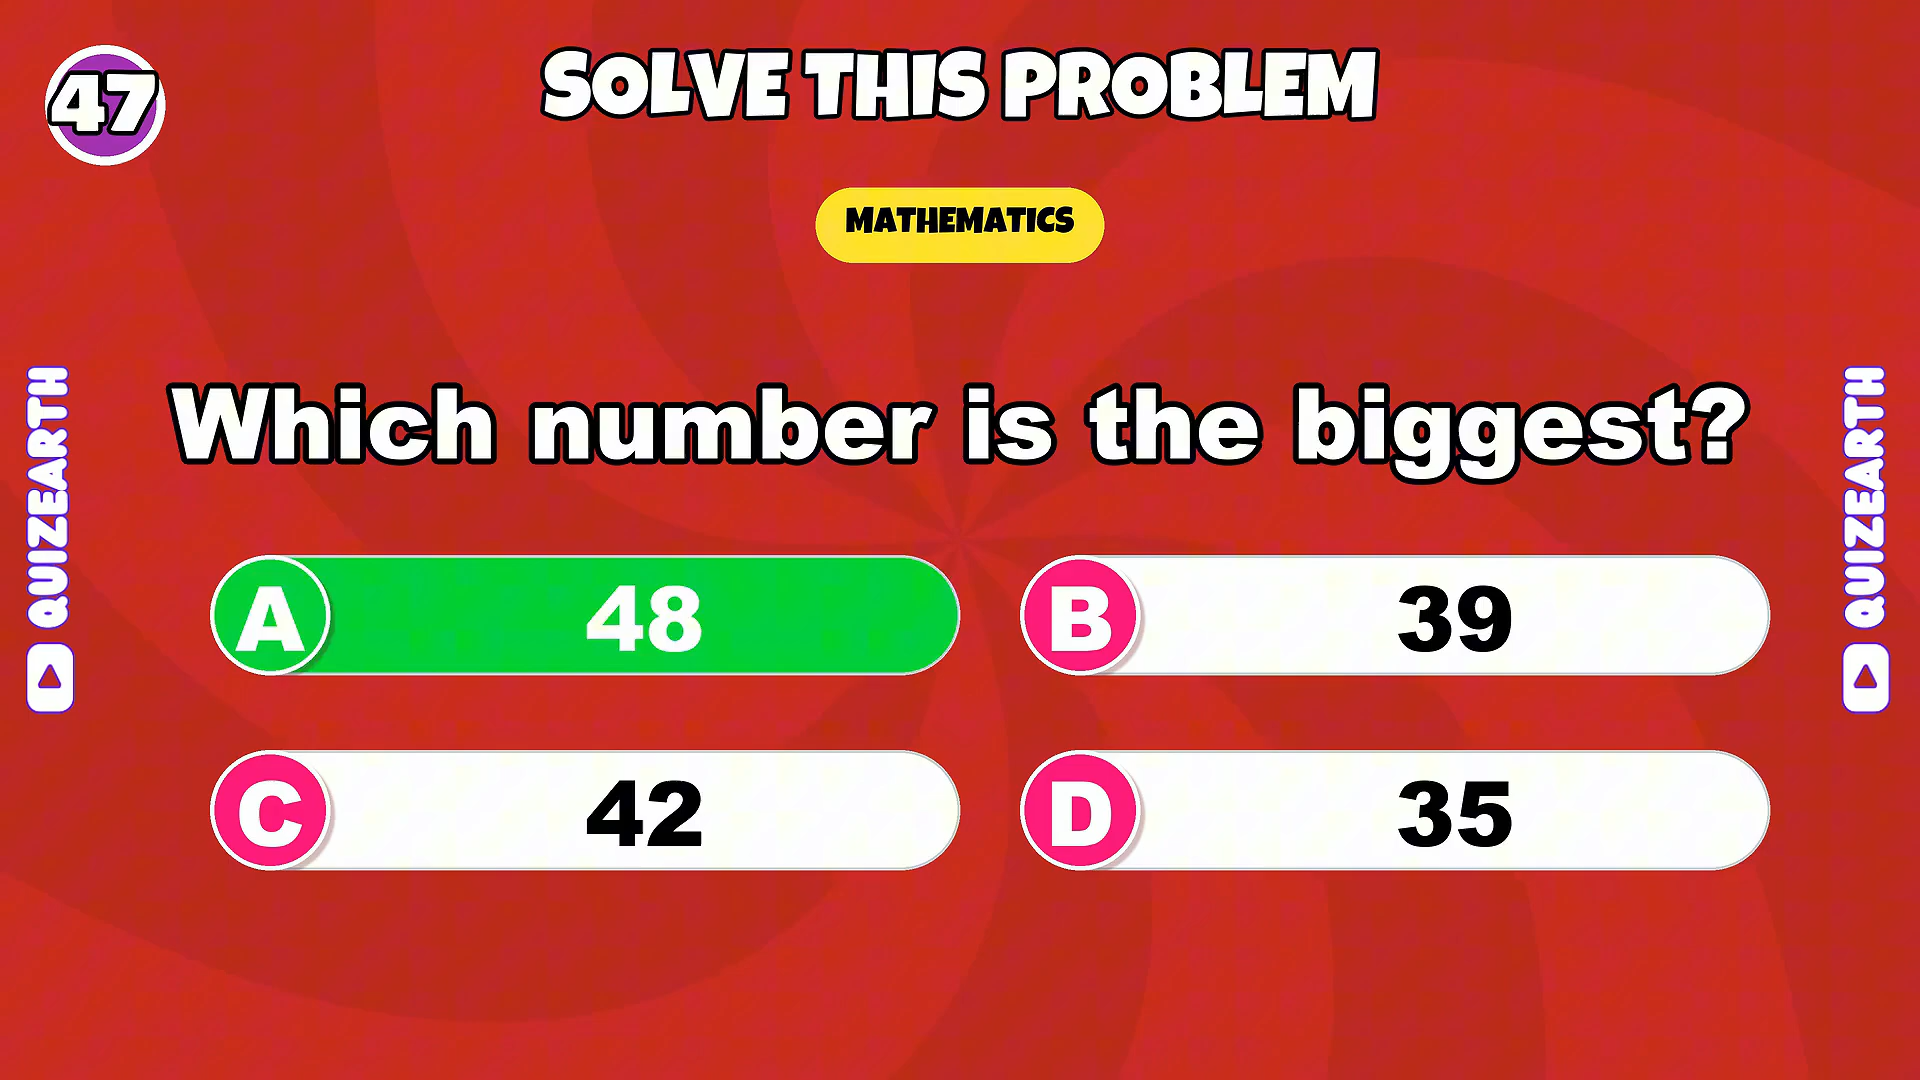 47
SOLVE THIS PROBLEM
MATHEMATICS
Which number is the biggest?
A 48
B 39
C 42
D 35
QUIZEARTH
QUIZEARTH